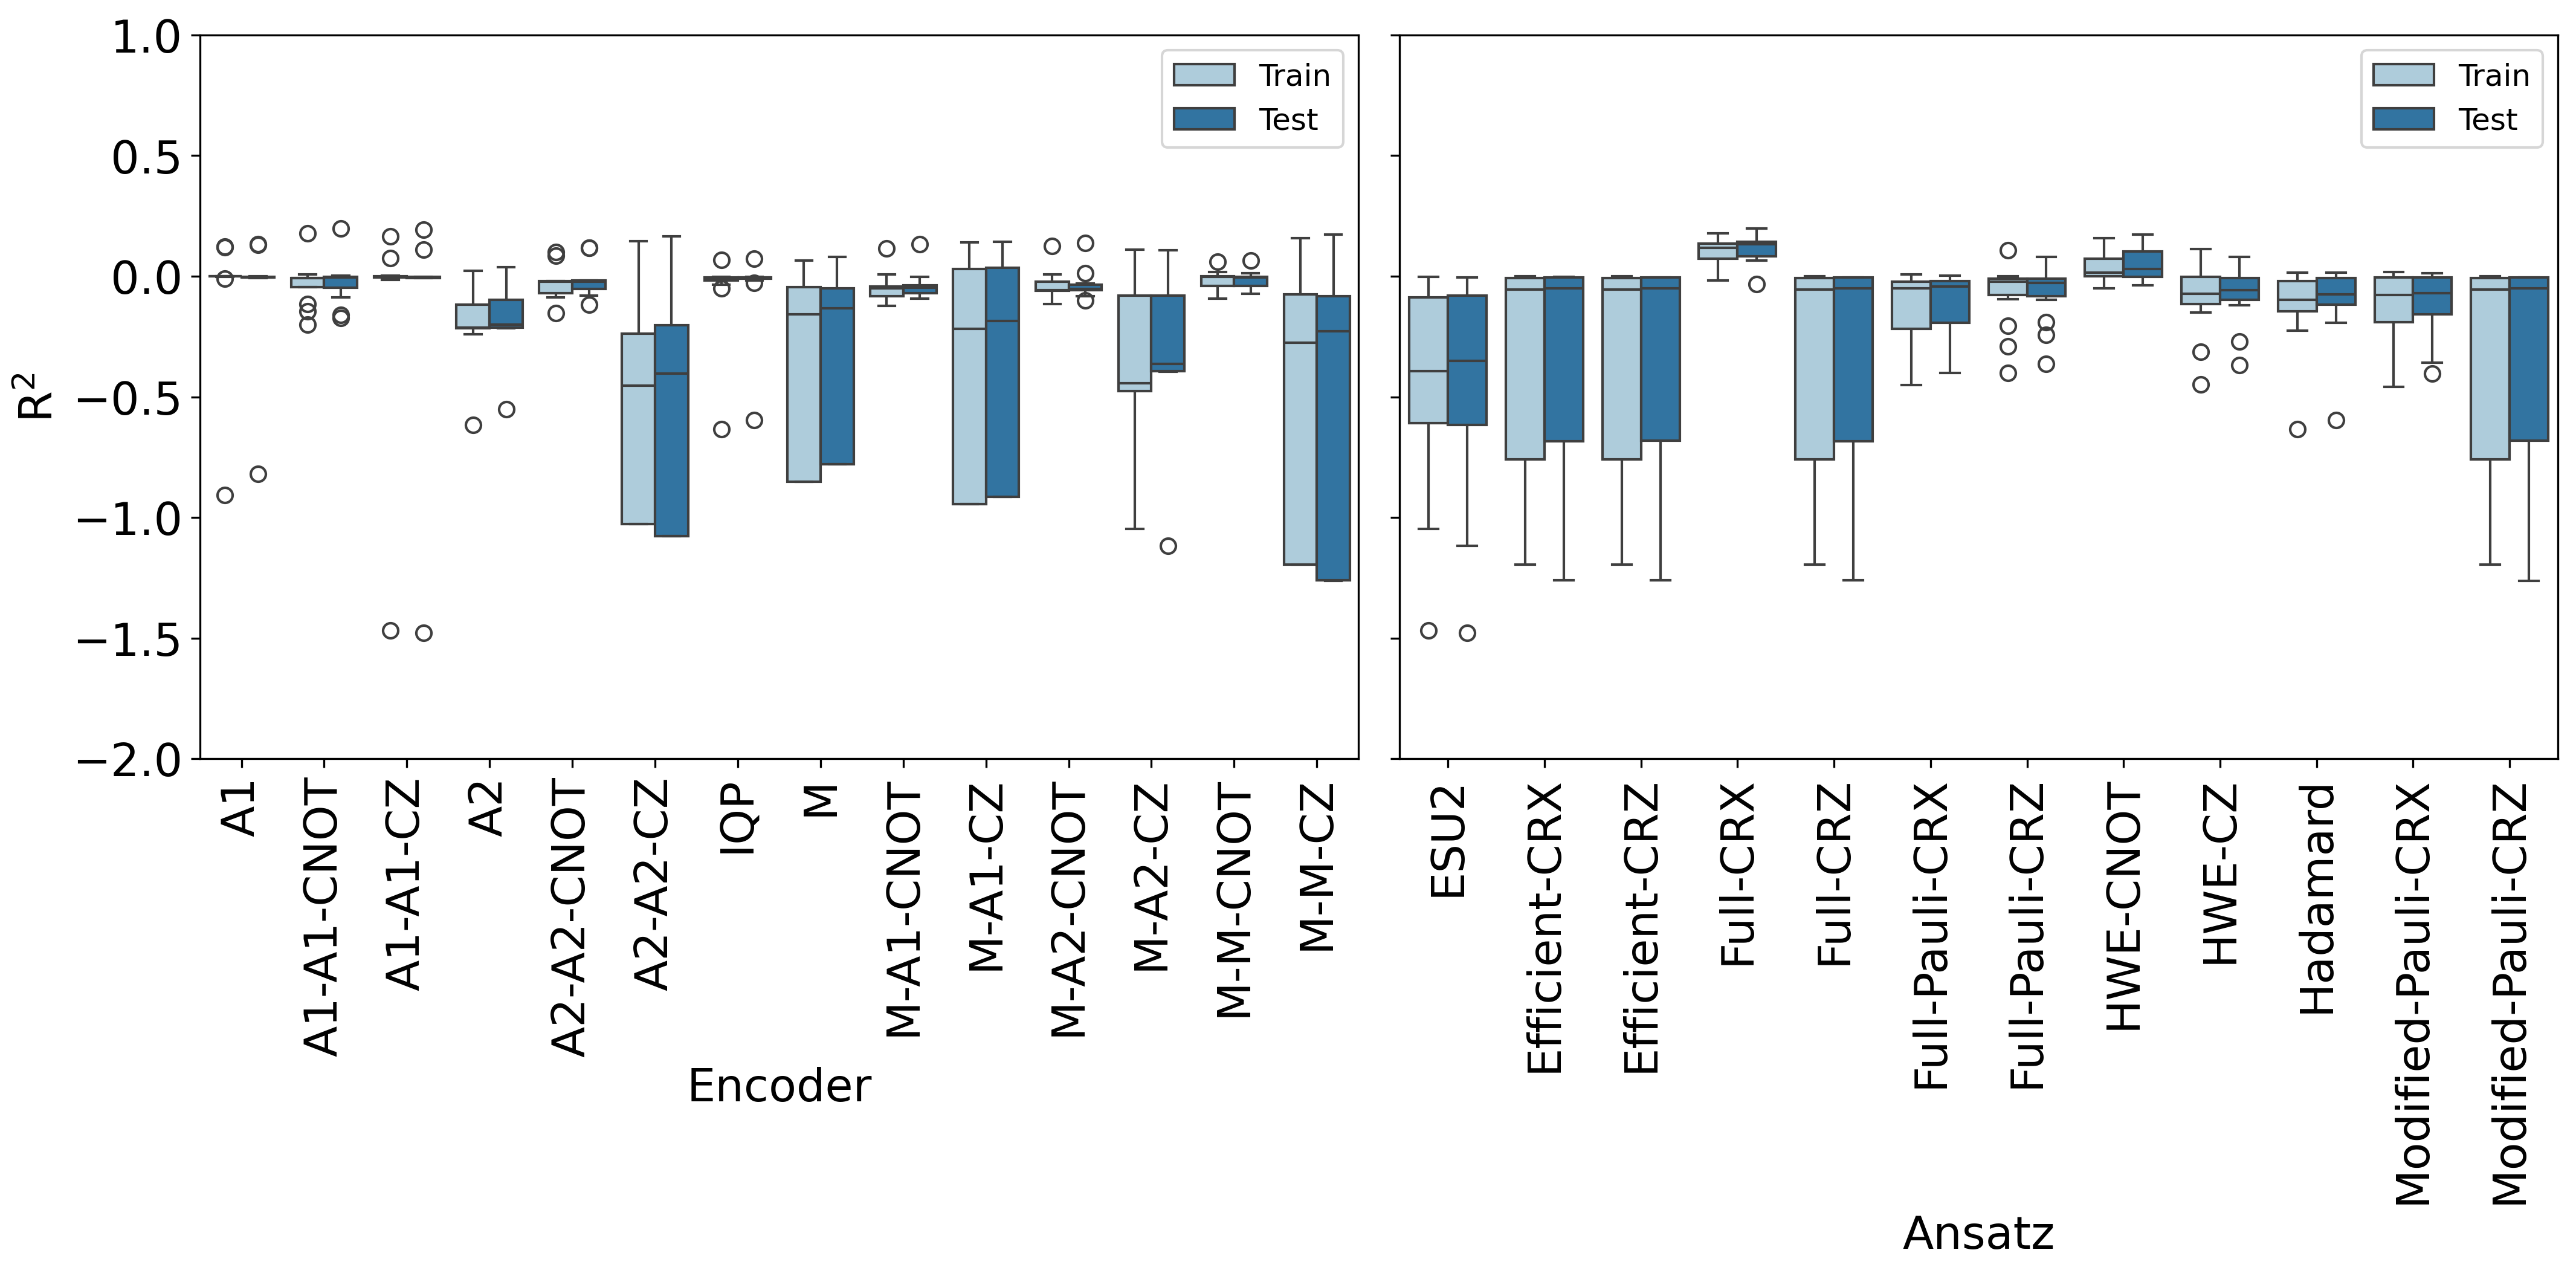 1.0
0.5
0.0
−0.5
−1.0
−1.5
−2.0
R²
Train
Test
A1
A1-A1-CNOT
A1-A1-CZ
A2
A2-A2-CNOT
A2-A2-CZ
IQP
M
M-A1-CNOT
M-A1-CZ
M-A2-CNOT
M-A2-CZ
M-M-CNOT
M-M-CZ
Encoder
Train
Test
ESU2
Efficient-CRX
Efficient-CRZ
Full-CRX
Full-CRZ
Full-Pauli-CRX
Full-Pauli-CRZ
HWE-CNOT
HWE-CZ
Hadamard
Modified-Pauli-CRX
Modified-Pauli-CRZ
Ansatz